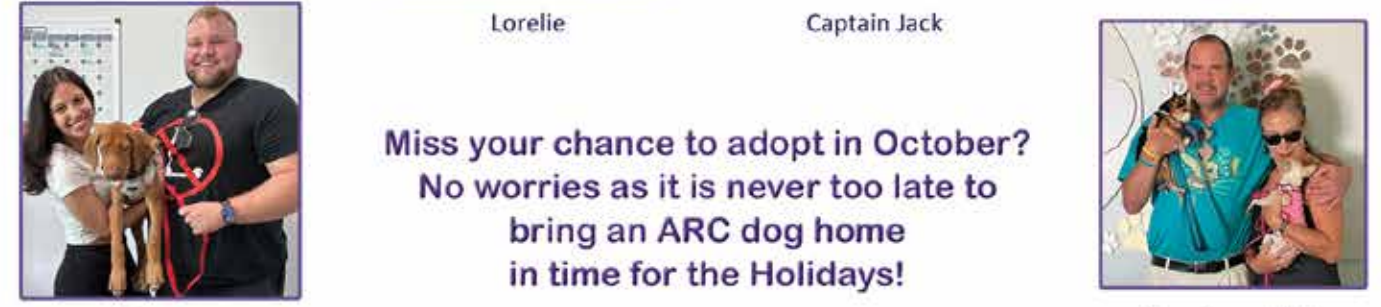 Lorelie
Captain Jack
Miss your chance to adopt in October?
No worries as it is never too late to
bring an ARC dog home
in time for the Holidays!